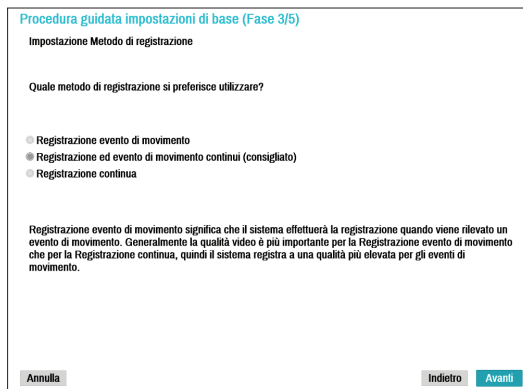 Procedura guidata impostazioni di base (Fase 3/5)
Impostazione Metodo di registrazione
Quale metodo di registrazione si preferisce utilizzare?
Registrazione evento di movimento
Registrazione ed evento di movimento continui (consigliato)
Registrazione continua
Registrazione evento di movimento significa che il sistema effettuerà la registrazione quando viene rilevato un
evento di movimento. Generalmente la qualità video è più importante per la Registrazione evento di movimento
che per la Registrazione continua, quindi il sistema registra a una qualità più elevata per gli eventi di
movimento.
Annulla
Indietro
Avanti